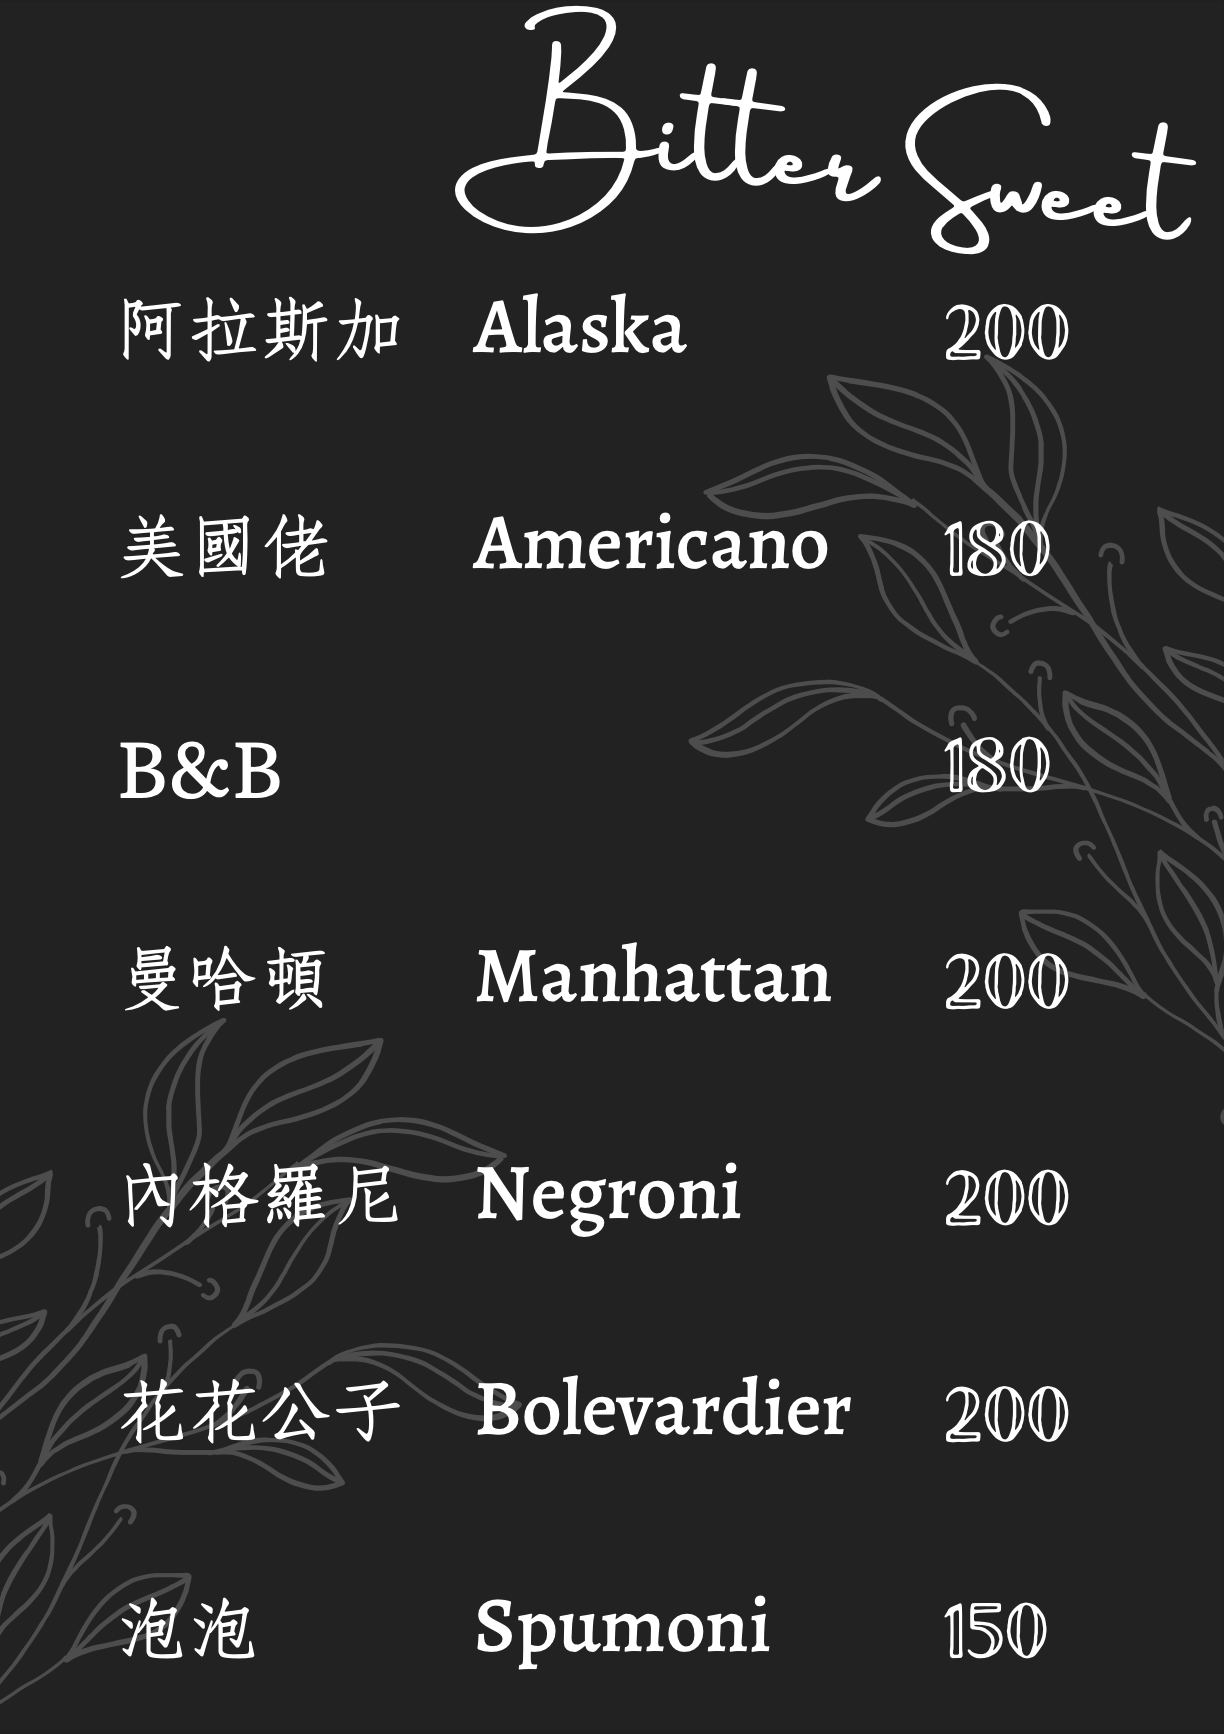 Bitter Sweet
阿拉斯加 Alaska 200
美國佬 Americano 180
B&B 180
曼哈頓 Manhattan 200
內格羅尼 Negroni 200
花花公子 Bolevardier 200
泡泡 Spumoni 150